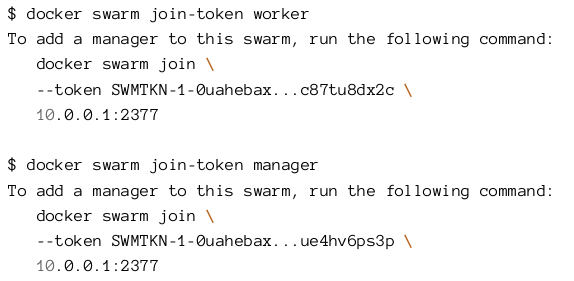 $ docker swarm join-token worker
To add a manager to this swarm, run the following command:
docker swarm join \
--token SWMTKN-1-0uahebax...c87tu8dx2c \
10.0.0.1:2377
$ docker swarm join-token manager
To add a manager to this swarm, run the following command:
docker swarm join \
--token SWMTKN-1-0uahebax...ue4hv6ps3p \
10.0.0.1:2377